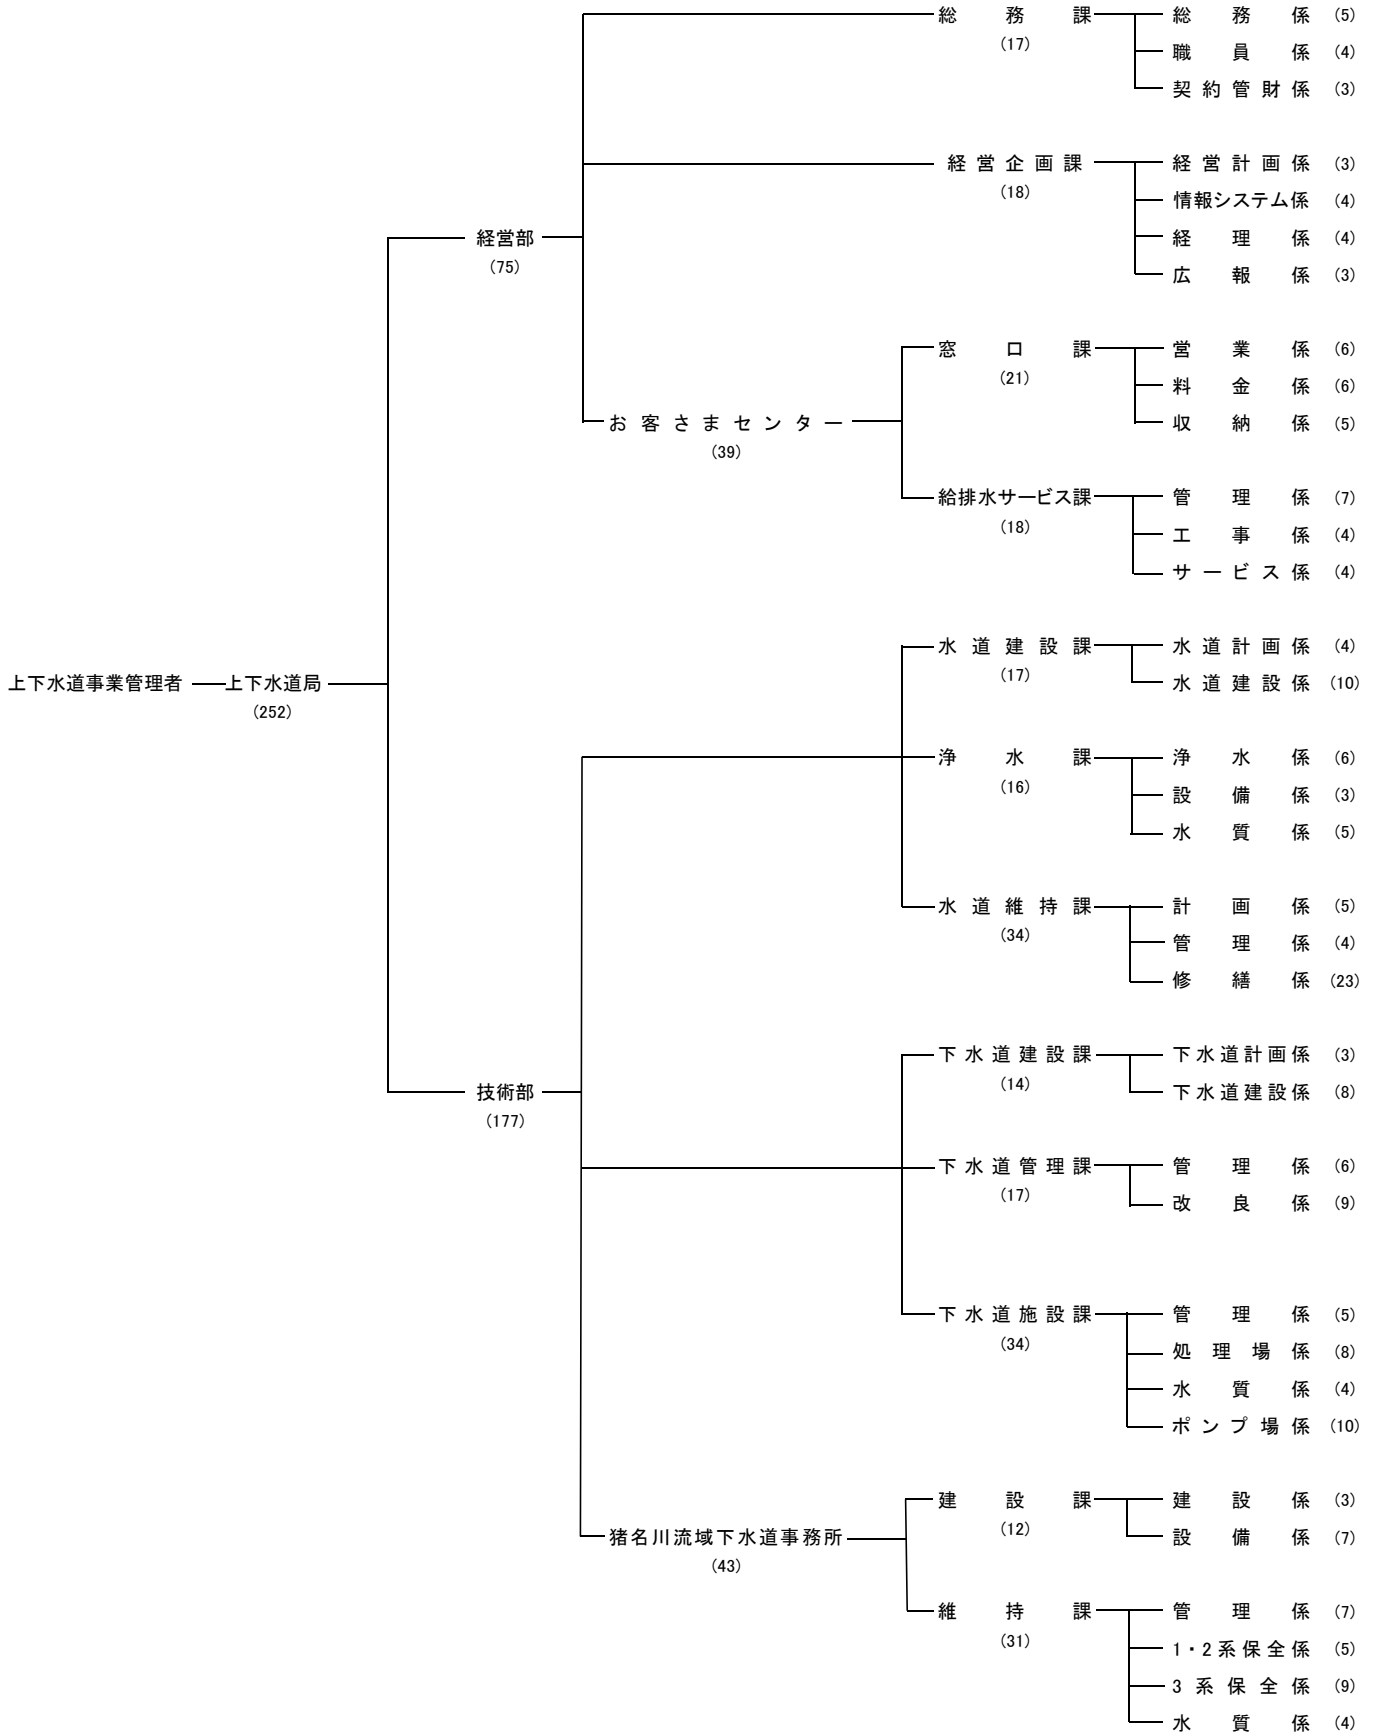 総務課 総務係 (5)
(17)
職員係 (4)
契約管財係 (3)
経営企画課 経営計画係 (3)
(18)
情報システム係 (4)
経営部 経理係 (4)
(75)
広報係 (3)
窓口課 営業係 (6)
(21)
料金係 (6)
お客さまセンター 収納係 (5)
(39)
給排水サービス課 管理係 (7)
(18)
工事係 (4)
サービス係 (4)
水道建設課 水道計画係 (4)
(17)
上下水道事業管理者 上下水道局 水道建設係 (10)
(252)
浄水課 浄水係 (6)
(16)
設備係 (3)
水質係 (5)
水道維持課 計画係 (5)
(34)
管理係 (4)
修繕係 (23)
下水道建設課 下水道計画係 (3)
(14)
技術部 下水道建設係 (8)
(177)
下水道管理課 管理係 (6)
(17)
改良係 (9)
下水道施設課 管理係 (5)
(34)
処理場係 (8)
水質係 (4)
ポンプ場係 (10)
建設課 建設係 (3)
(12)
猪名川流域下水道事務所 設備係 (7)
(43)
維持課 管理係 (7)
(31)
1・2系保全係 (5)
3系保全係 (9)
水質係 (4)